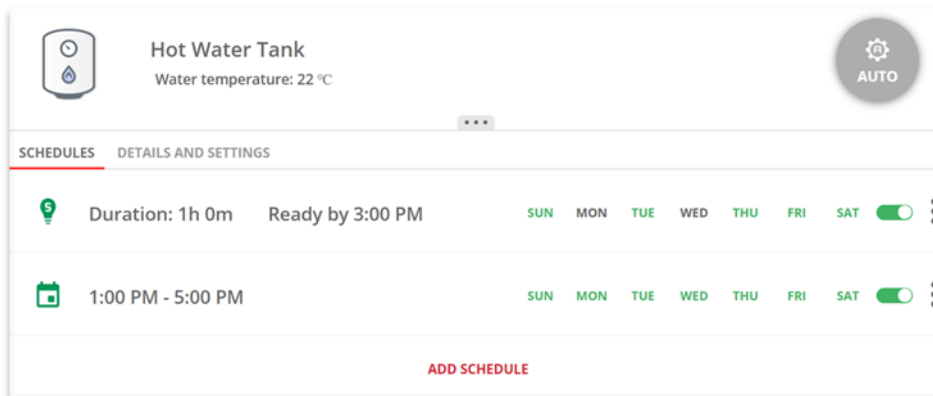 Hot Water Tank
Water temperature: 22 °C
AUTO
SCHEDULES DETAILS AND SETTINGS
S Duration: 1h 0m Ready by 3:00 PM SUN MON TUE WED THU FRI SAT
1:00 PM - 5:00 PM SUN MON TUE WED THU FRI SAT
ADD SCHEDULE